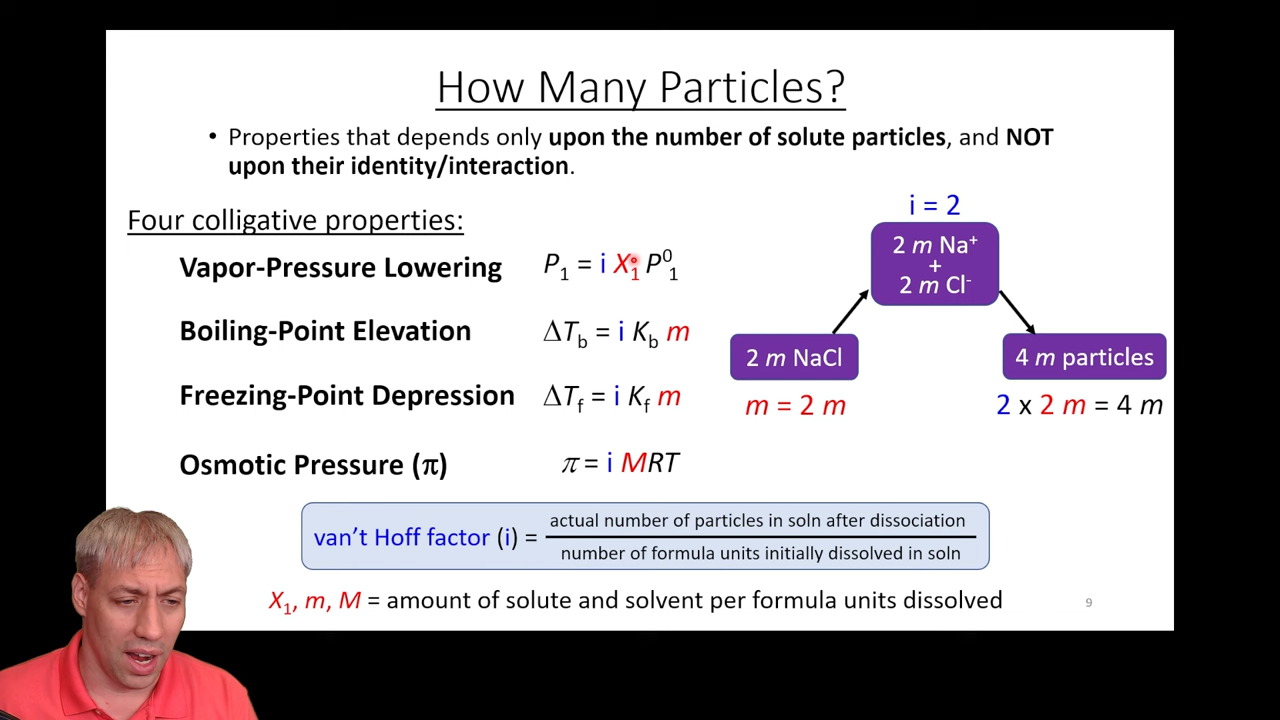 How Many Particles?
• Properties that depends only upon the number of solute particles, and NOT
upon their identity/interaction.
Four colligative properties:
Vapor-Pressure Lowering P₁ = i X₁ P⁰₁
Boiling-Point Elevation ΔT_b = i K_b m
Freezing-Point Depression ΔT_f = i K_f m
Osmotic Pressure (π) π = i MRT
i = 2
2 m Na⁺
+
2 m Cl⁻
2 m NaCl
m = 2 m
4 m particles
2 x 2 m = 4 m
van't Hoff factor (i) =
actual number of particles in soln after dissociation
number of formula units initially dissolved in soln
X₁, m, M = amount of solute and solvent per formula units dissolved
9